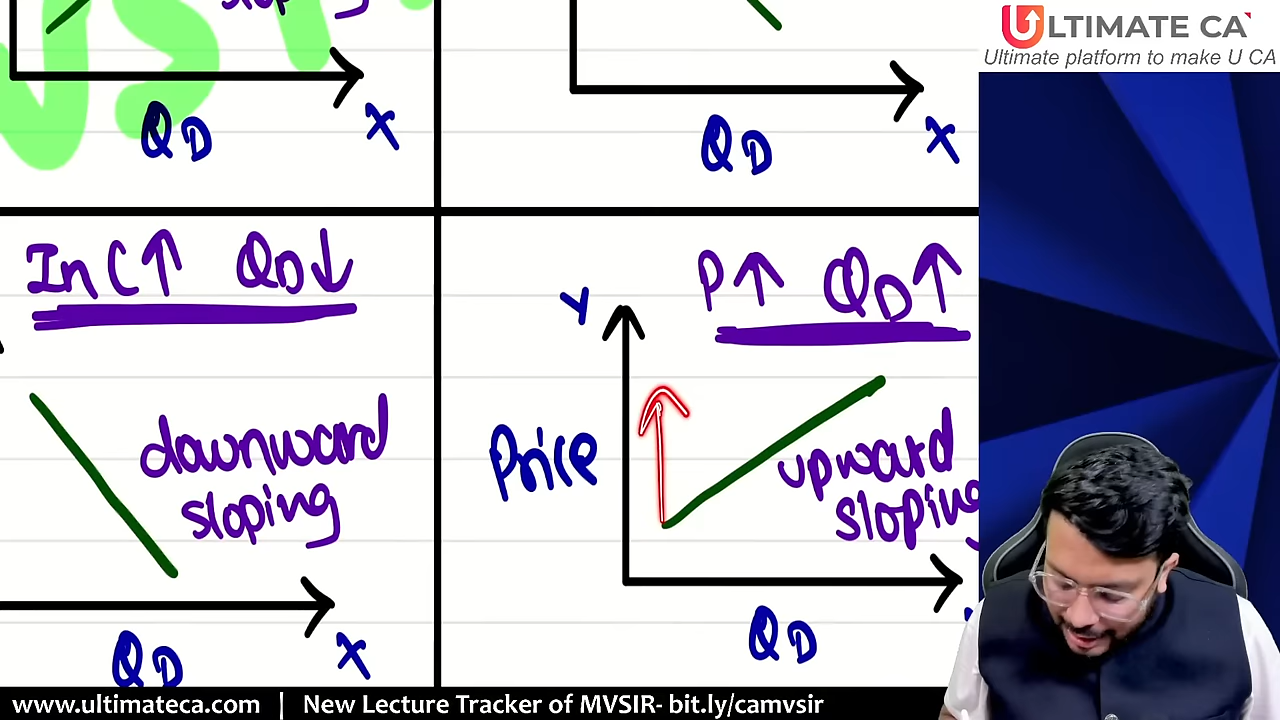 ULTIMATE CA
Ultimate platform to make U CA
QD
X
QD
X
InC↑ QD↓
P↑ QD↑
Y
downward
sloping
Price
upward
sloping
QD
X
QD
www.ultimateca.com | New Lecture Tracker of MVSIR- bit.ly/camvsir